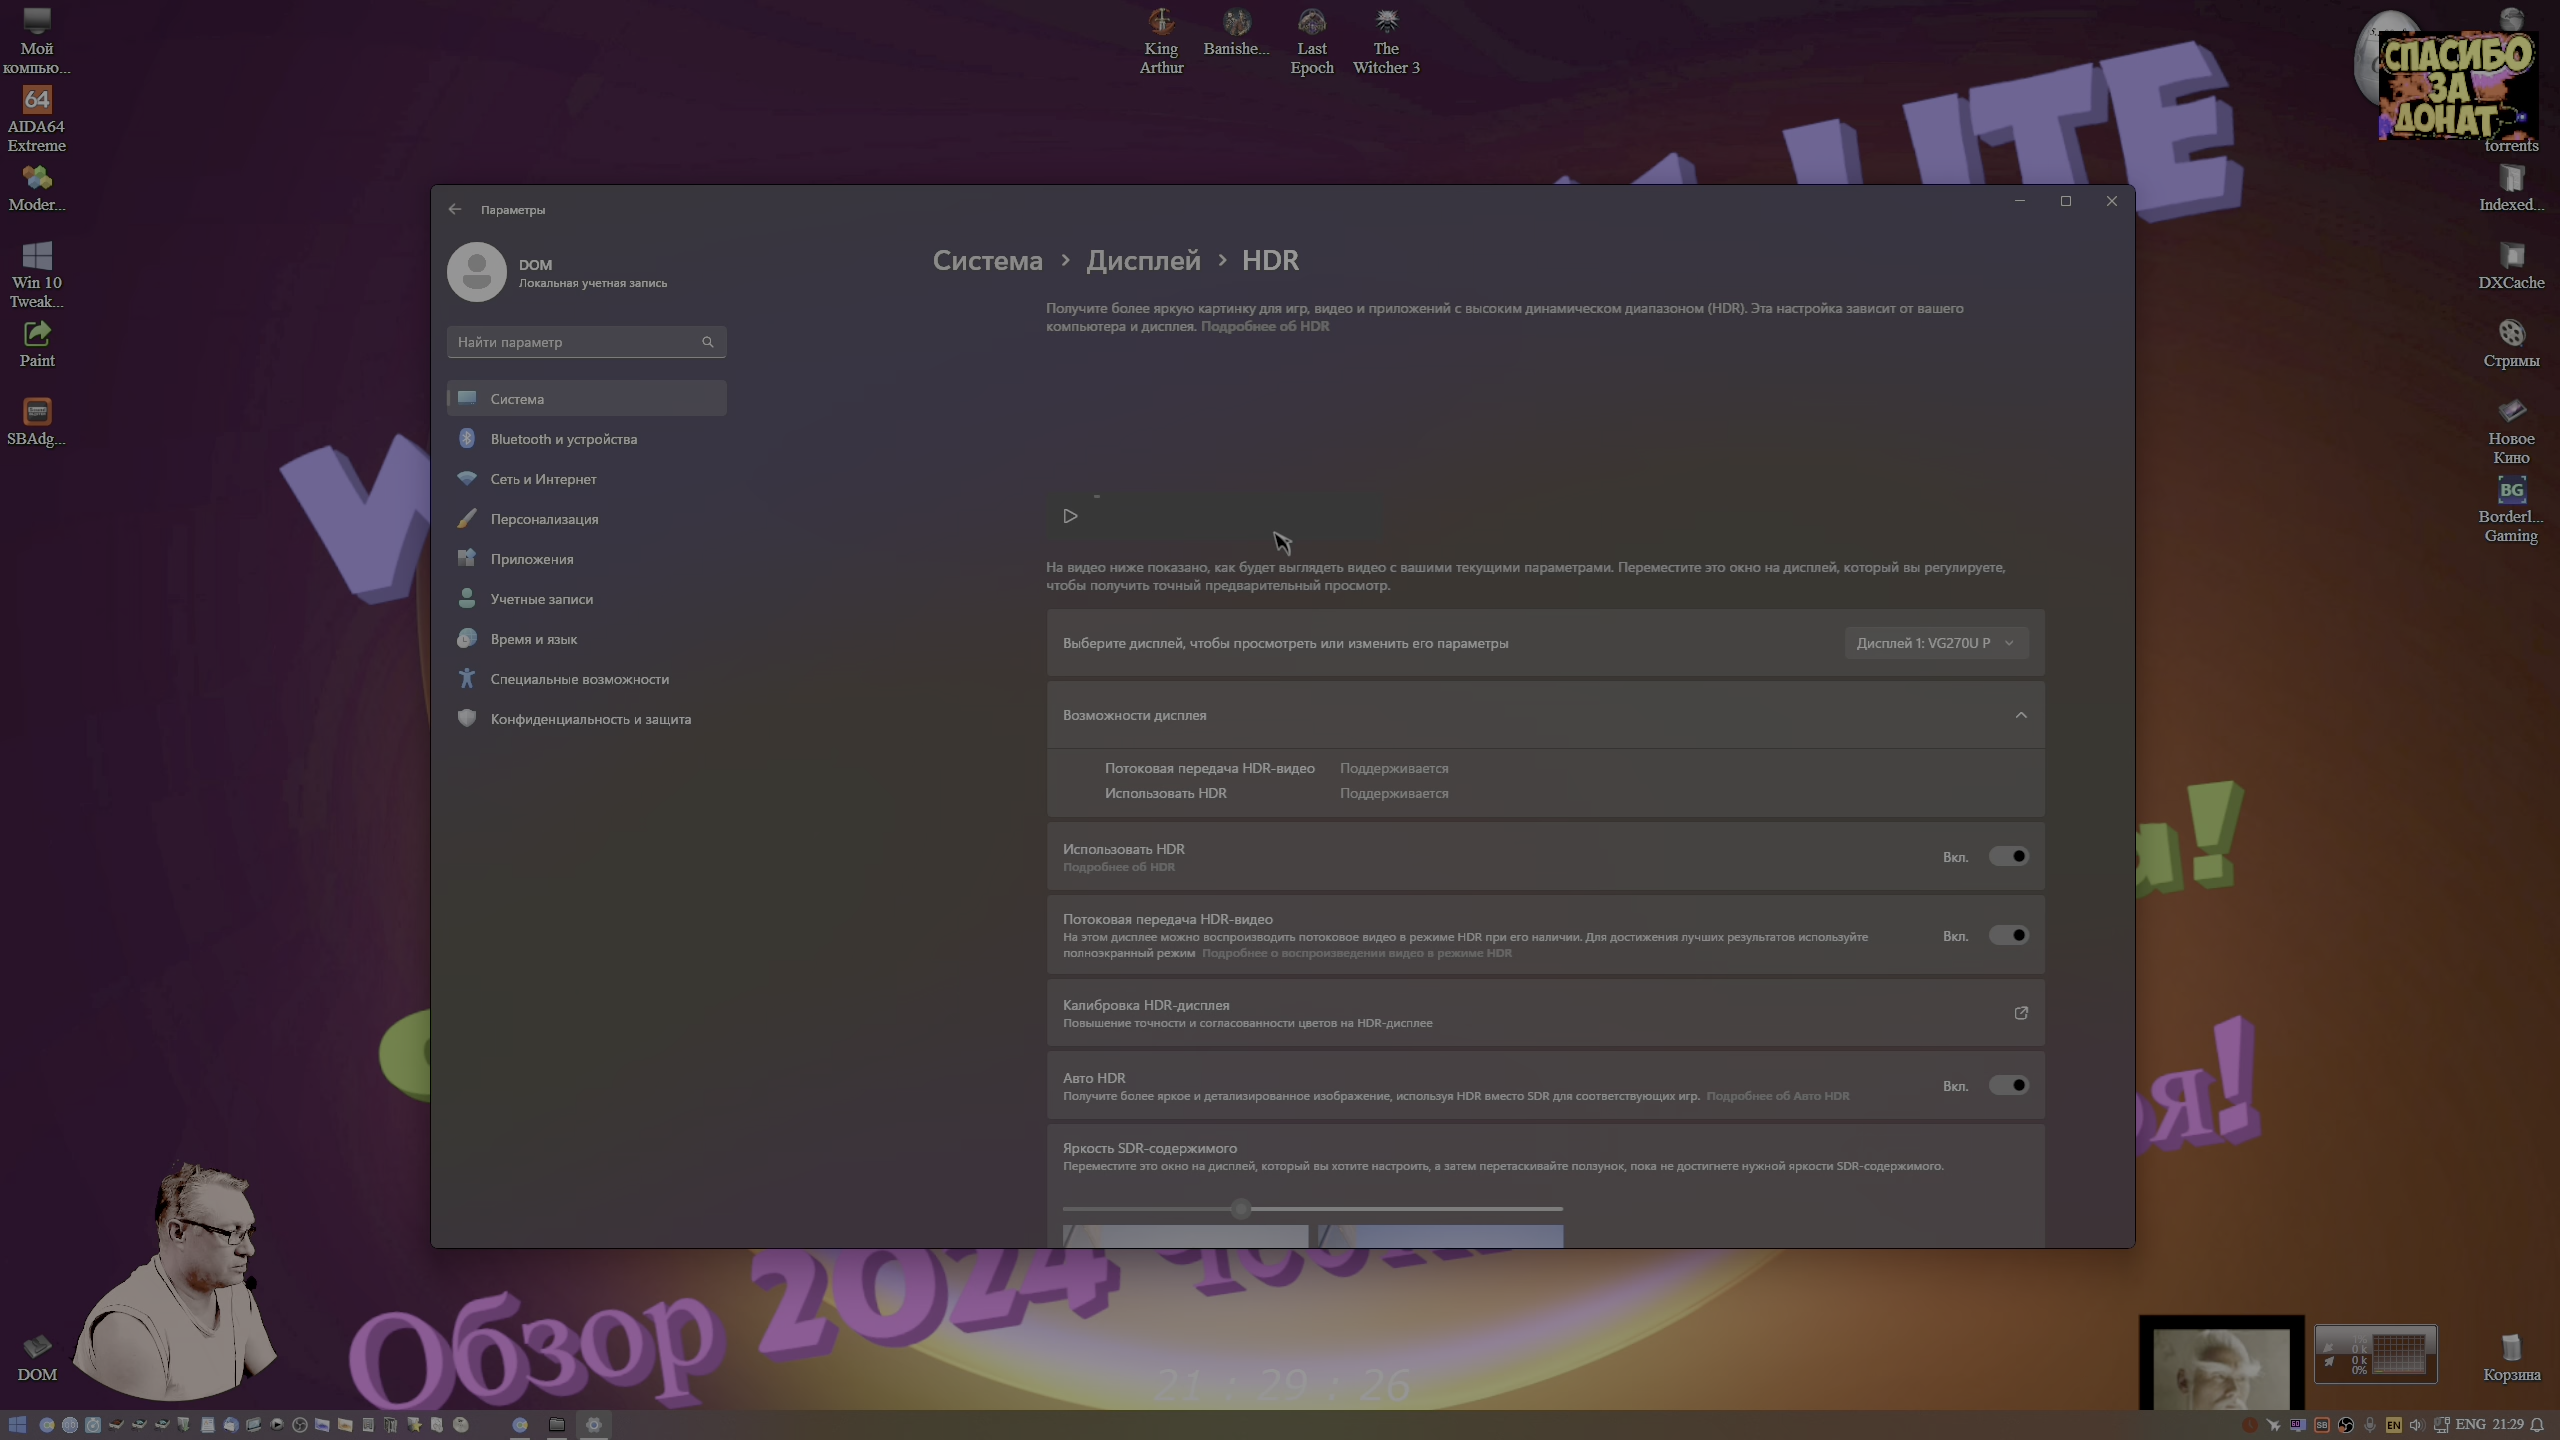 Мой
компью...
AIDA64
Extreme
Moder...
Win 10
Tweak...
Paint
SBAdg...
DOM
King
Arthur
Banishe...
Last
Epoch
The
Witcher 3
СПАСИБО
ЗА
ДОНАТ
torrents
Indexed...
DXCache
Стримы
Новое
Кино
BG
Borderl...
Gaming
Корзина
LITE
Параметры
DOM
Локальная учетная запись
Найти параметр
Система
Bluetooth и устройства
Сеть и Интернет
Персонализация
Приложения
Учетные записи
Время и язык
Специальные возможности
Конфиденциальность и защита
Система > Дисплей > HDR
Получите более яркую картинку для игр, видео и приложений с высоким динамическом диапазоном (HDR). Эта настройка зависит от вашего
компьютера и дисплея. Подробнее об HDR
На видео ниже показано, как будет выглядеть видео с вашими текущими параметрами. Переместите это окно на дисплей, который вы регулируете,
чтобы получить точный предварительный просмотр.
Выберите дисплей, чтобы просмотреть или изменить его параметры
Дисплей 1: VG270U P
Возможности дисплея
Потоковая передача HDR-видео Поддерживается
Использовать HDR Поддерживается
Использовать HDR
Подробнее об HDR
Вкл.
Потоковая передача HDR-видео
На этом дисплее можно воспроизводить потоковое видео в режиме HDR при его наличии. Для достижения лучших результатов используйте
полноэкранный режим Подробнее о воспроизведении видео в режиме HDR
Вкл.
Калибровка HDR-дисплея
Повышение точности и согласованности цветов на HDR-дисплее
Авто HDR
Получите более яркое и детализированное изображение, используя HDR вместо SDR для соответствующих игр. Подробнее об Авто HDR
Вкл.
Яркость SDR-содержимого
Переместите это окно на дисплей, который вы хотите настроить, а затем перетаскивайте ползунок, пока не достигнете нужной яркости SDR-содержимого.
Обзор 2024
21 : 29 : 26
0 k
0 k
0%
EN
ENG 21:29